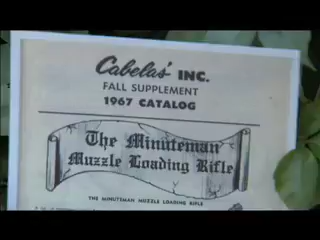 Cabelas' INC.
FALL SUPPLEMENT
1967 CATALOG
The Minuteman
Muzzle Loading Rifle
THE MINUTEMAN MUZZLE LOADING RIFLE